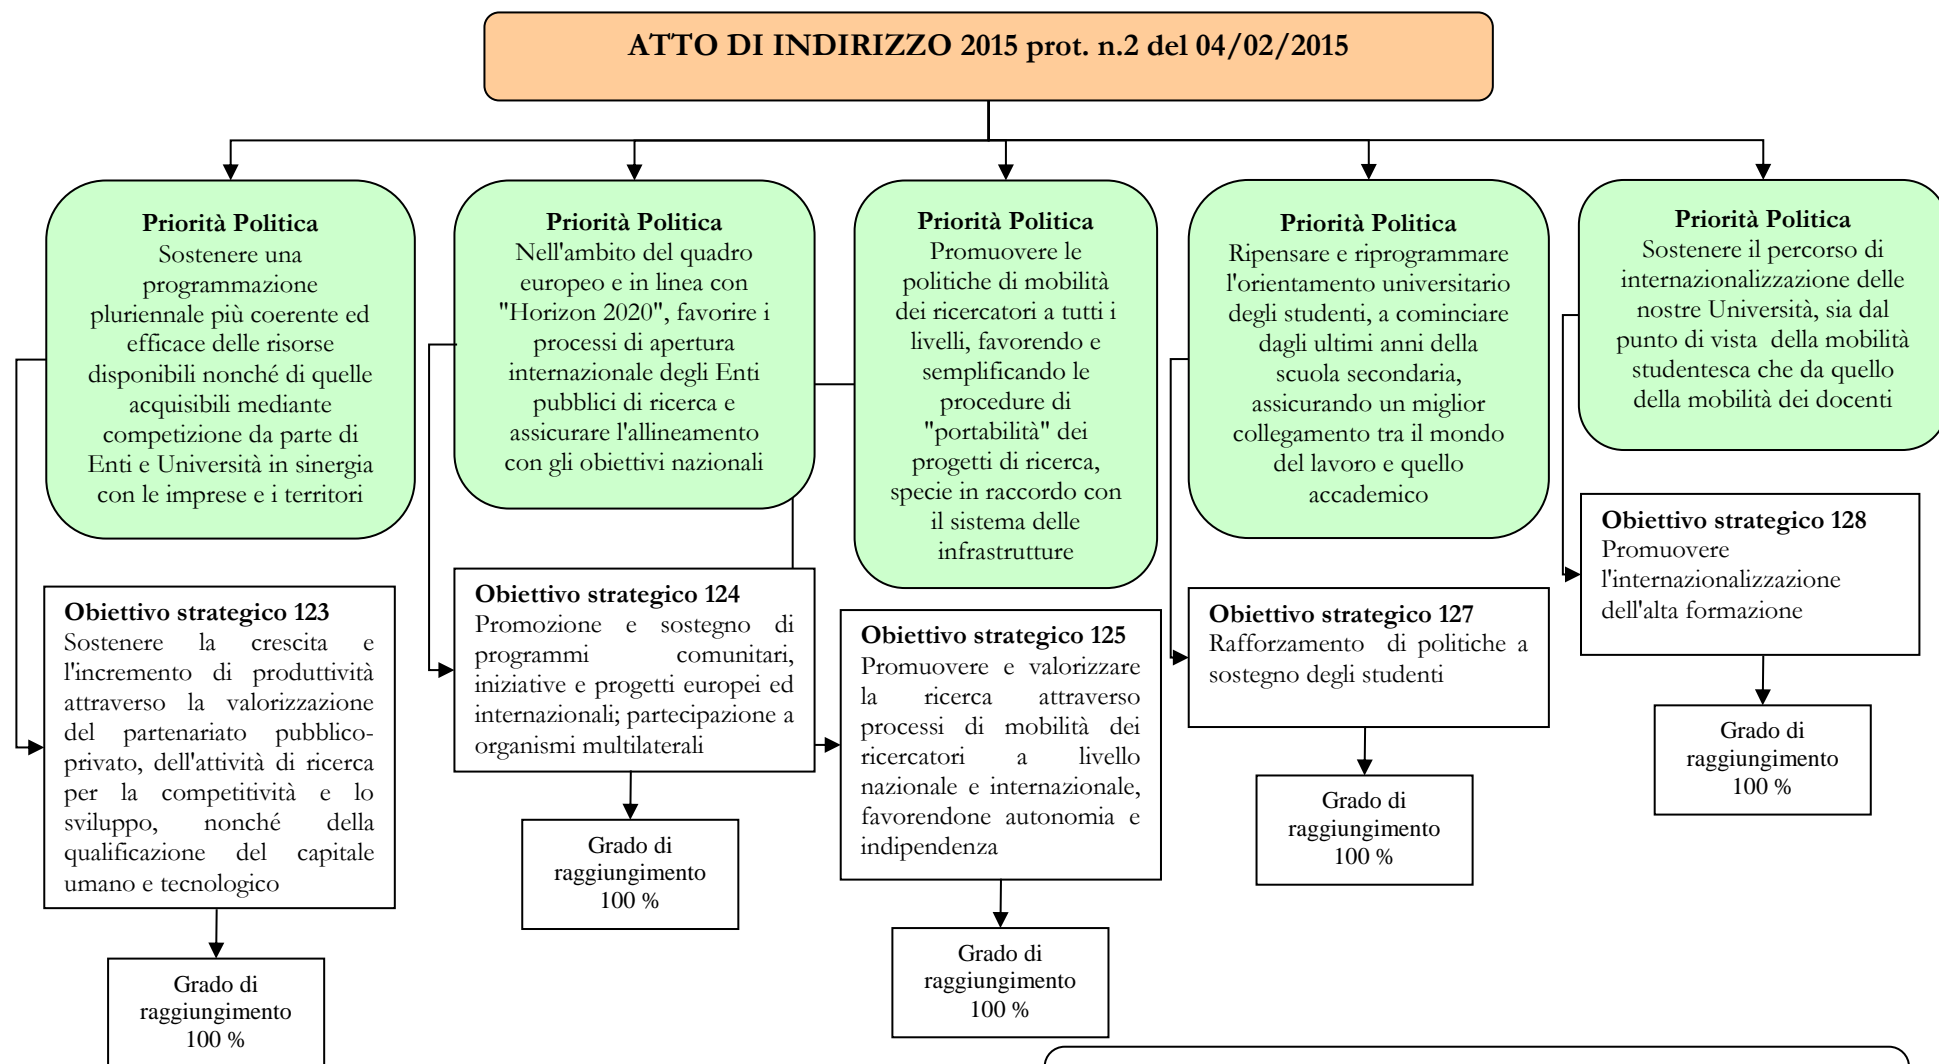 ATTO DI INDIRIZZO 2015 prot. n.2 del 04/02/2015
Priorità Politica
Sostenere una
programmazione
pluriennale più coerente ed
efficace delle risorse
disponibili nonché di quelle
acquisibili mediante
competizione da parte di
Enti e Università in sinergia
con le imprese e i territori
Priorità Politica
Nell'ambito del quadro
europeo e in linea con
"Horizon 2020", favorire i
processi di apertura
internazionale degli Enti
pubblici di ricerca e
assicurare l'allineamento
con gli obiettivi nazionali
Priorità Politica
Promuovere le
politiche di mobilità
dei ricercatori a tutti i
livelli, favorendo e
semplificando le
procedure di
"portabilità" dei
progetti di ricerca,
specie in raccordo con
il sistema delle
infrastrutture
Priorità Politica
Ripensare e riprogrammare
l'orientamento universitario
degli studenti, a cominciare
dagli ultimi anni della
scuola secondaria,
assicurando un miglior
collegamento tra il mondo
del lavoro e quello
accademico
Priorità Politica
Sostenere il percorso di
internazionalizzazione delle
nostre Università, sia dal
punto di vista della mobilità
studentesca che da quello
della mobilità dei docenti
Obiettivo strategico 123
Sostenere la crescita e
l'incremento di produttività
attraverso la valorizzazione
del partenariato pubblico-
privato, dell'attività di ricerca
per la competitività e lo
sviluppo, nonché della
qualificazione del capitale
umano e tecnologico
Obiettivo strategico 124
Promozione e sostegno di
programmi comunitari,
iniziative e progetti europei ed
internazionali; partecipazione a
organismi multilaterali
Obiettivo strategico 125
Promuovere e valorizzare
la ricerca attraverso
processi di mobilità dei
ricercatori a livello
nazionale e internazionale,
favorendone autonomia e
indipendenza
Obiettivo strategico 127
Rafforzamento di politiche a
sostegno degli studenti
Obiettivo strategico 128
Promuovere
l'internazionalizzazione
dell'alta formazione
Grado di
raggiungimento
100 %
Grado di
raggiungimento
100 %
Grado di
raggiungimento
100 %
Grado di
raggiungimento
100 %
Grado di
raggiungimento
100 %